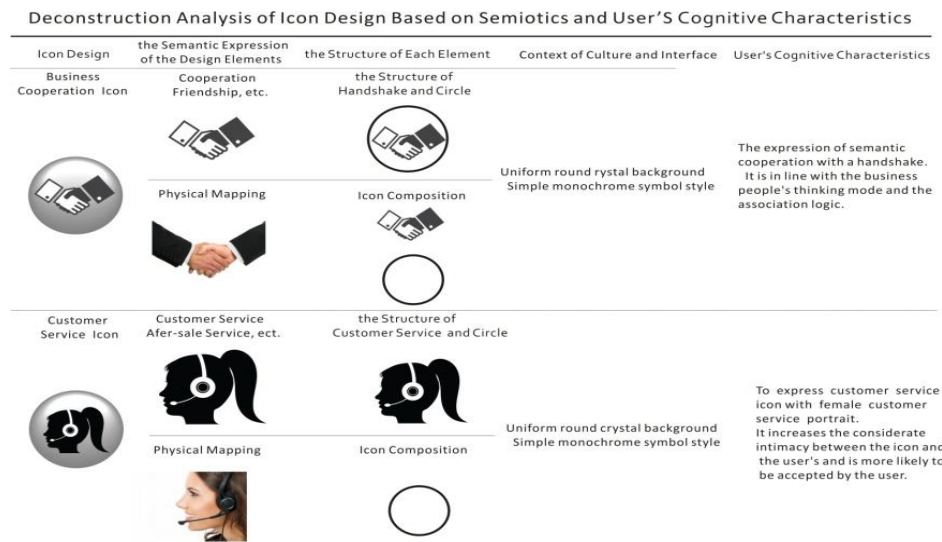 Deconstruction Analysis of Icon Design Based on Semiotics and User'S Cognitive Characteristics
Icon Design
the Semantic Expression
of the Design Elements
the Structure of Each Element
Context of Culture and Interface
User's Cognitive Characteristics
Business
Cooperation Icon
Cooperation
Friendship, etc.
the Structure of
Handshake and Circle
Physical Mapping
Icon Composition
Uniform round rystal background
Simple monochrome symbol style
The expression of semantic
cooperation with a handshake.
It is in line with the business
people's thinking mode and the
association logic.
Customer
Service Icon
Customer Service
Afer-sale Service, ect.
the Structure of
Customer Service and Circle
Physical Mapping
Icon Composition
Uniform round crystal background
Simple monochrome symbol style
To express customer service
icon with female customer
service portrait.
It increases the considerate
intimacy between the icon and
the user's and is more likely to
be accepted by the user.